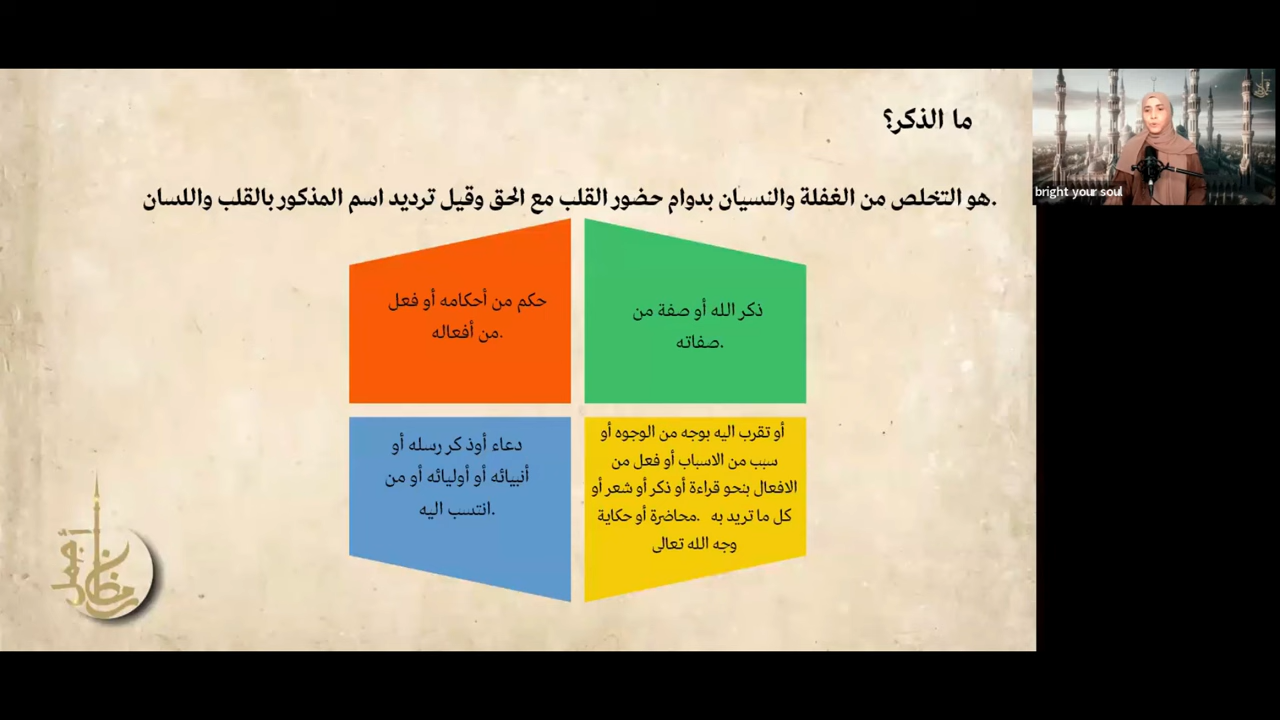 ما الذكر؟
هو التخلص من الغفلة والنسيان بدوام حضور القلب مع الحق وقيل ترديد اسم المذكور بالقلب واللسان.
ذكر الله أو صفة من
صفاته.
حكم من أحكامه أو فعل
من أفعاله.
أو تقرب اليه بوجه من الوجوه أو
سبب من الاسباب أو فعل من
الافعال بنحو قراءة أو ذكر أو شعر أو
محاضرة أو حكاية.  كل ما تريد به
وجه الله تعالى
دعاء أوذ كر رسله أو
أنبيائه أو أوليائه أو من
انتسب اليه.
bright your soul
رمضان أجمل